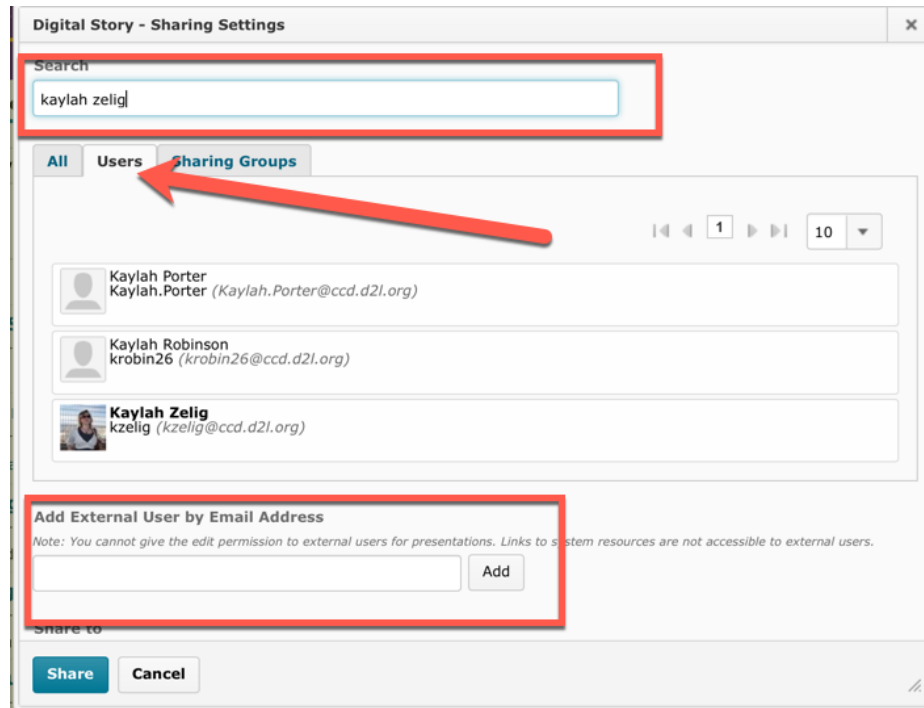 Digital Story - Sharing Settings
Search
kaylah zelig
All Users Sharing Groups
1 10
Kaylah Porter
Kaylah.Porter (Kaylah.Porter@ccd.d2l.org)
Kaylah Robinson
krobin26 (krobin26@ccd.d2l.org)
Kaylah Zelig
kzelig (kzelig@ccd.d2l.org)
Add External User by Email Address
Note: You cannot give the edit permission to external users for presentations. Links to system resources are not accessible to external users.
Add
Share to
Share Cancel